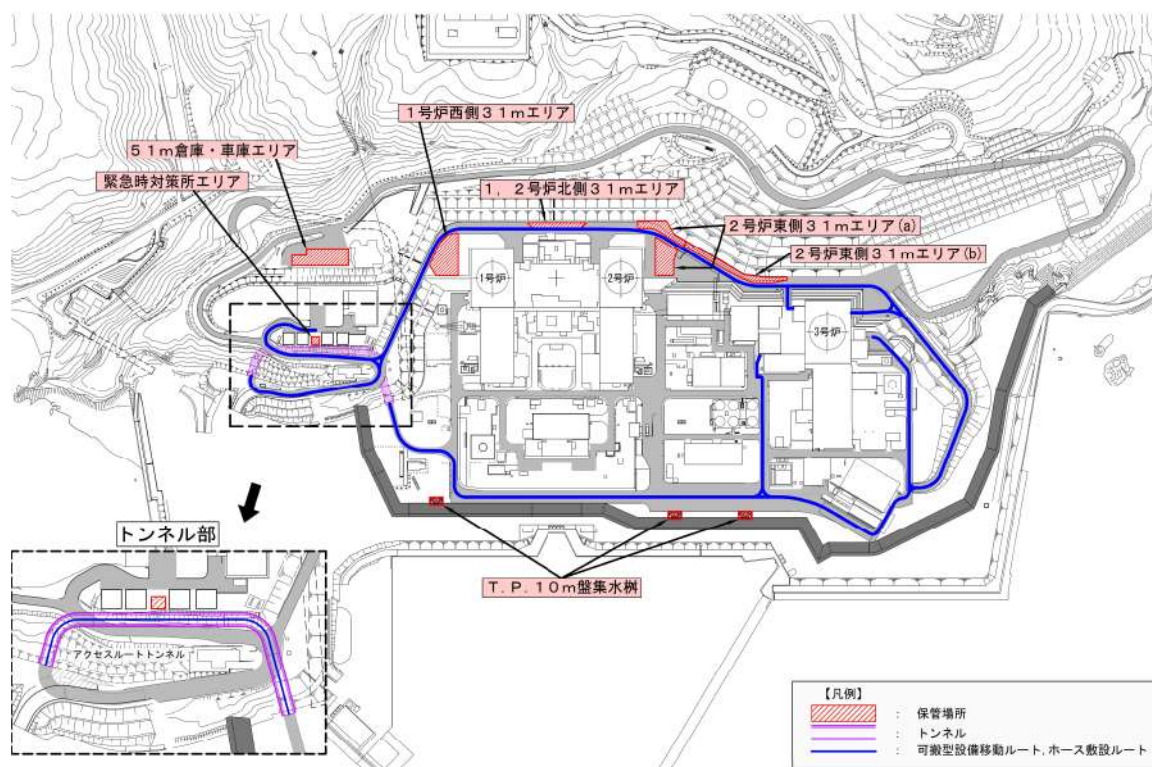 1号炉西側31mエリア
51m倉庫・車庫エリア
緊急時対策所エリア
1,2号炉北側31mエリア
2号炉東側31mエリア(a)
2号炉東側31mエリア(b)
1号炉
2号炉
3号炉
トンネル部
T.P.10m盤集水桝
アクセスルートトンネル
【凡例】
: 保管場所
: トンネル
: 可搬型設備移動ルート,ホース敷設ルート